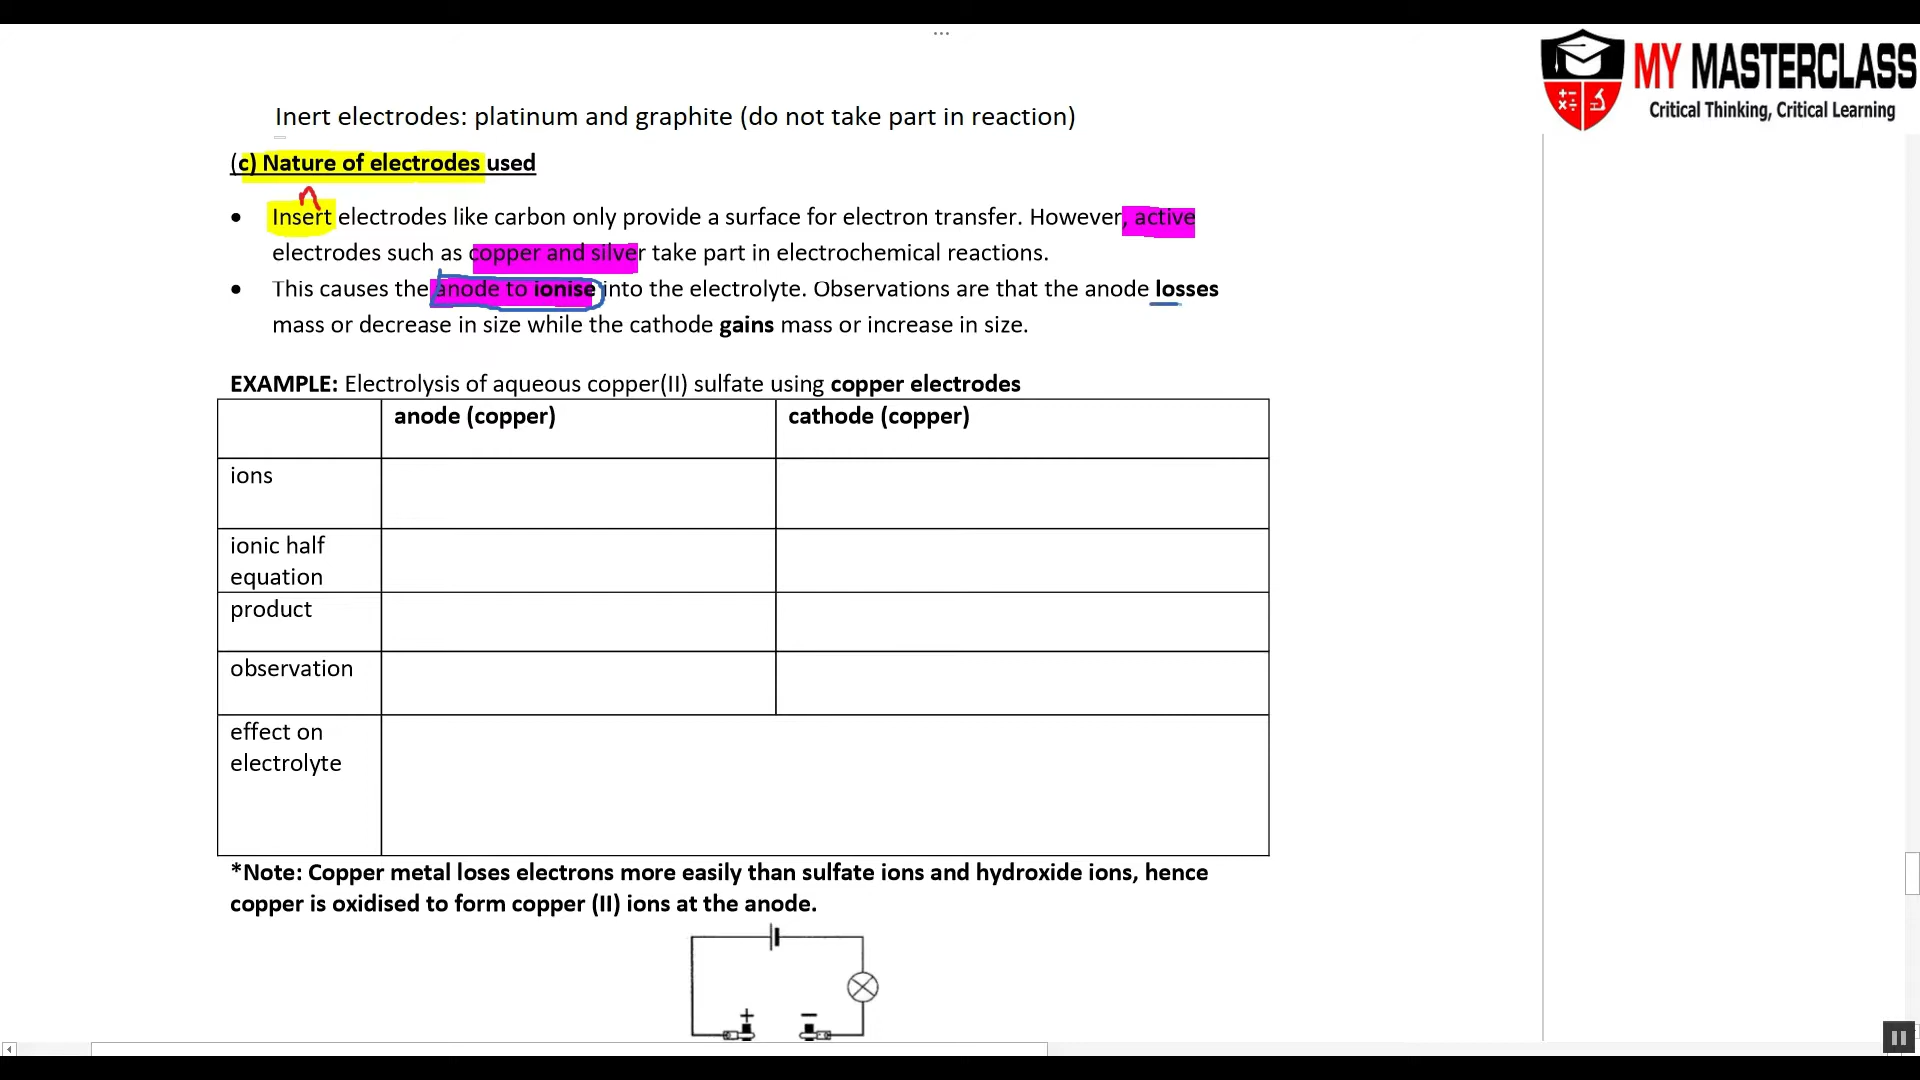 ...
MY MASTERCLASS
Critical Thinking, Critical Learning
Inert electrodes: platinum and graphite (do not take part in reaction)
(c) Nature of electrodes used
• Insert electrodes like carbon only provide a surface for electron transfer. However, active
electrodes such as copper and silver take part in electrochemical reactions.
• This causes the anode to ionise into the electrolyte. Observations are that the anode losses
mass or decrease in size while the cathode gains mass or increase in size.
EXAMPLE: Electrolysis of aqueous copper(II) sulfate using copper electrodes
anode (copper) cathode (copper)
ions
ionic half
equation
product
observation
effect on
electrolyte
*Note: Copper metal loses electrons more easily than sulfate ions and hydroxide ions, hence
copper is oxidised to form copper (II) ions at the anode.
+ −